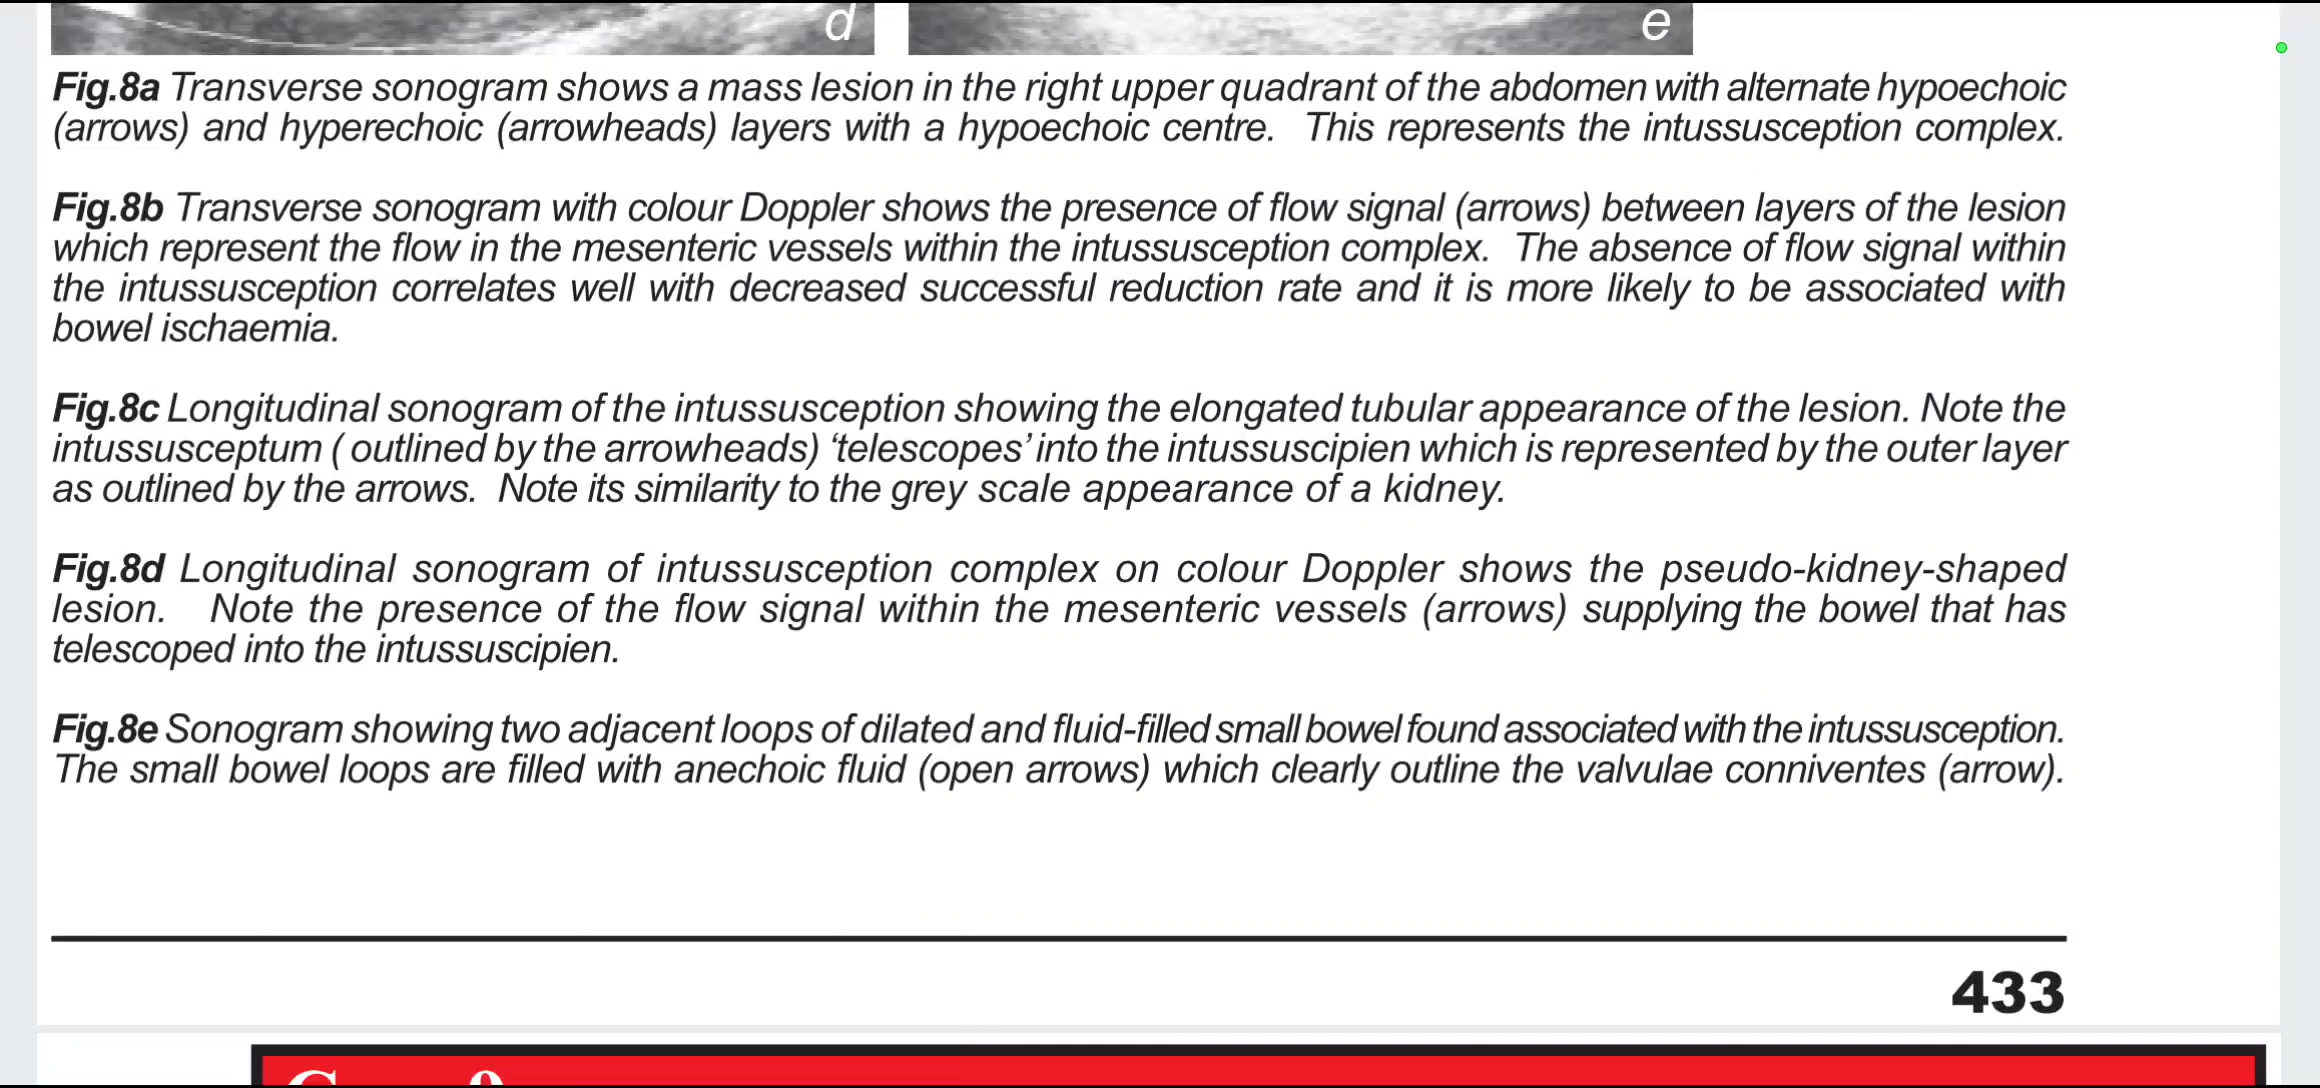 d e
Fig.8a Transverse sonogram shows a mass lesion in the right upper quadrant of the abdomen with alternate hypoechoic
(arrows) and hyperechoic (arrowheads) layers with a hypoechoic centre. This represents the intussusception complex.
Fig.8b Transverse sonogram with colour Doppler shows the presence of flow signal (arrows) between layers of the lesion
which represent the flow in the mesenteric vessels within the intussusception complex. The absence of flow signal within
the intussusception correlates well with decreased successful reduction rate and it is more likely to be associated with
bowel ischaemia.
Fig.8c Longitudinal sonogram of the intussusception showing the elongated tubular appearance of the lesion. Note the
intussusceptum ( outlined by the arrowheads) ‘telescopes’ into the intussuscipien which is represented by the outer layer
as outlined by the arrows. Note its similarity to the grey scale appearance of a kidney.
Fig.8d Longitudinal sonogram of intussusception complex on colour Doppler shows the pseudo-kidney-shaped
lesion. Note the presence of the flow signal within the mesenteric vessels (arrows) supplying the bowel that has
telescoped into the intussuscipien.
Fig.8e Sonogram showing two adjacent loops of dilated and fluid-filled small bowel found associated with the intussusception.
The small bowel loops are filled with anechoic fluid (open arrows) which clearly outline the valvulae conniventes (arrow).
433